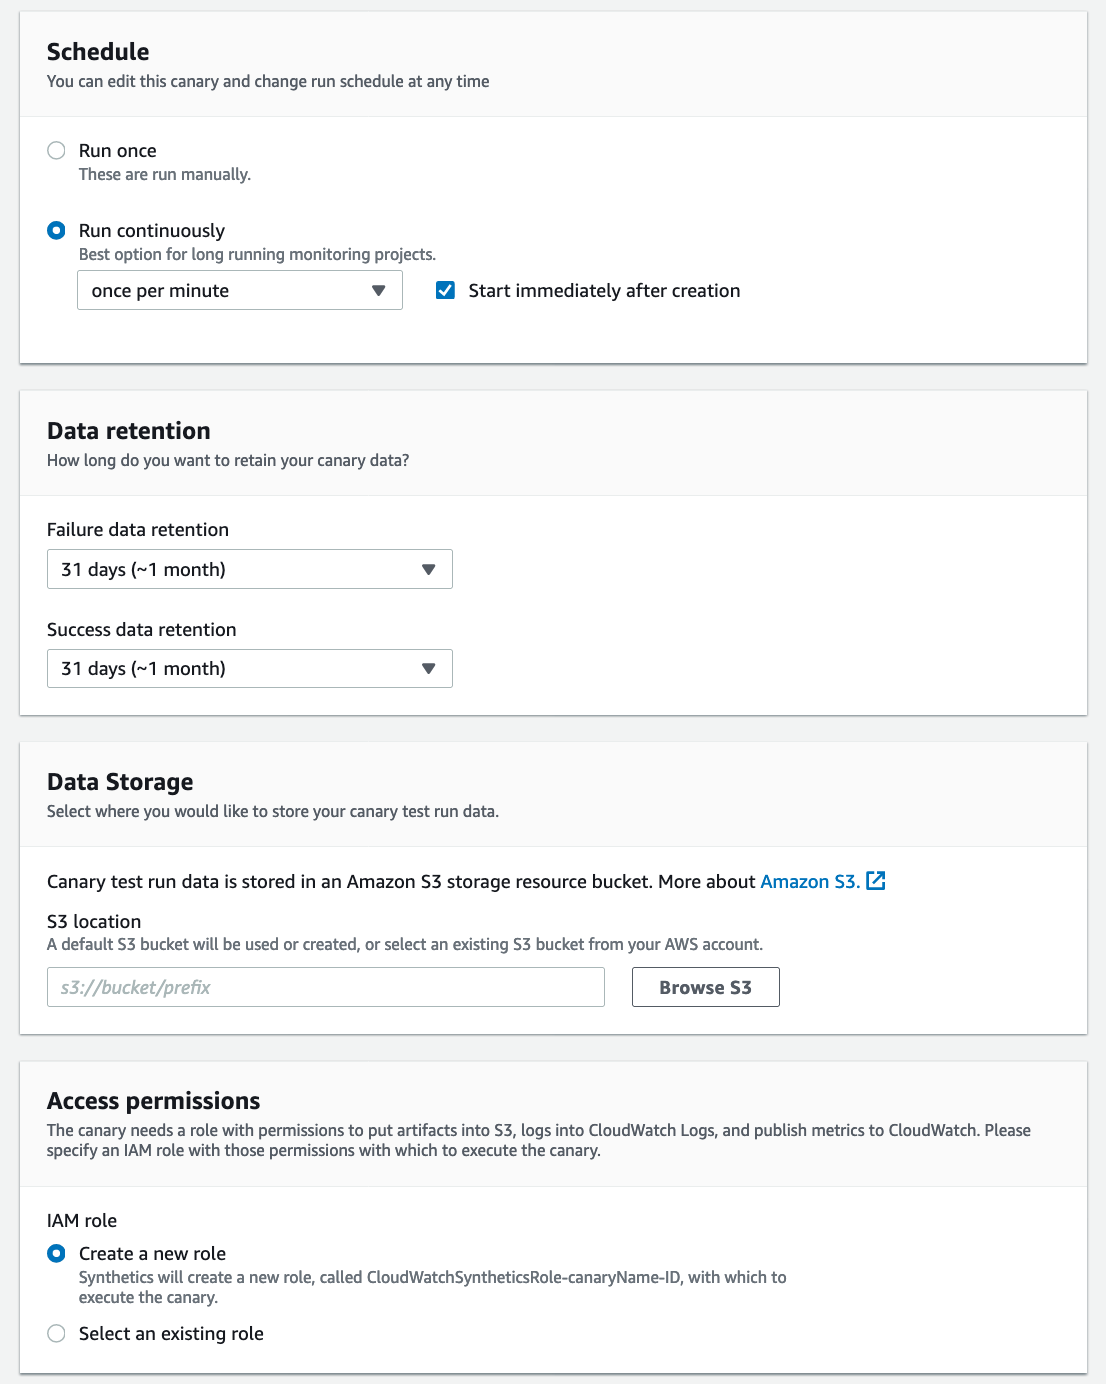 Schedule
You can edit this canary and change run schedule at any time
Run once
These are run manually.
Run continuously
Best option for long running monitoring projects.
once per minute
Start immediately after creation
Data retention
How long do you want to retain your canary data?
Failure data retention
31 days (~1 month)
Success data retention
31 days (~1 month)
Data Storage
Select where you would like to store your canary test run data.
Canary test run data is stored in an Amazon S3 storage resource bucket. More about Amazon S3.
S3 location
A default S3 bucket will be used or created, or select an existing S3 bucket from your AWS account.
s3://bucket/prefix
Browse S3
Access permissions
The canary needs a role with permissions to put artifacts into S3, logs into CloudWatch Logs, and publish metrics to CloudWatch. Please
specify an IAM role with those permissions with which to execute the canary.
IAM role
Create a new role
Synthetics will create a new role, called CloudWatchSyntheticsRole-canaryName-ID, with which to
execute the canary.
Select an existing role